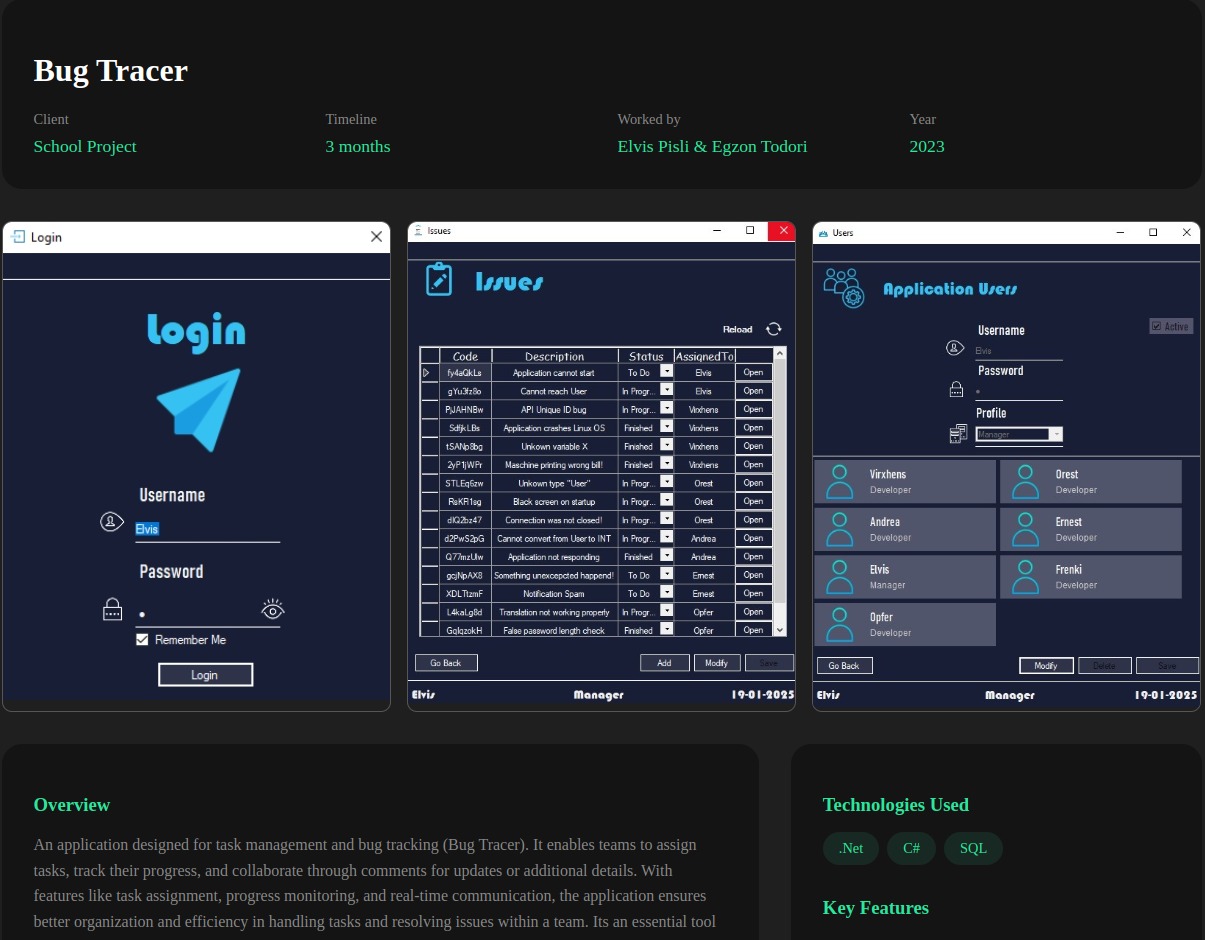 Bug Tracer
Client Timeline Worked by Year
School Project 3 months Elvis Pisli & Egzon Todori 2023
Login
Login
Username
Elvis
Password
Remember Me
Login
Issues
Issues
Reload
Code Description Status AssignedTo
fy4aQkLs Application cannot start To Do Elvis Open
gYu3fz8o Cannot reach User In Progr... Elvis Open
PjJAHNBw API Unique ID bug In Progr... Virxhens Open
SdfjkLBs Application crashes Linux OS Finished Virxhens Open
tSANp8bg Unkown variable X Finished Virxhens Open
2yP1jWPr Maschine printing wrong bill! Finished Virxhens Open
STLEq6zw Unkown type "User" In Progr... Orest Open
RsKFl1sg Black screen on startup In Progr... Orest Open
dIQ2bz47 Connection was not closed! In Progr... Orest Open
d2PwS2pG Cannot convert from User to INT In Progr... Andrea Open
Q77mzUlw Application not responding Finished Andrea Open
gcjNpAX8 Something unexcepcted happend! To Do Ernest Open
XDLTtzmF Notification Spam To Do Ernest Open
L4kaLg8d Translation not working properly In Progr... Opfer Open
GqlqzokH False password length check Finished Opfer Open
Go Back Add Modify Save
Elvis Manager 19-01-2025
Users
Application Users
Active
Username
Elvis
Password
Profile
Manager
Virxhens
Developer
Orest
Developer
Andrea
Developer
Ernest
Developer
Elvis
Manager
Frenki
Developer
Opfer
Developer
Go Back Modify Delete Save
Elvis Manager 19-01-2025
Overview
An application designed for task management and bug tracking (Bug Tracer). It enables teams to assign
tasks, track their progress, and collaborate through comments for updates or additional details. With
features like task assignment, progress monitoring, and real-time communication, the application ensures
better organization and efficiency in handling tasks and resolving issues within a team. Its an essential tool
Technologies Used
.Net C# SQL
Key Features